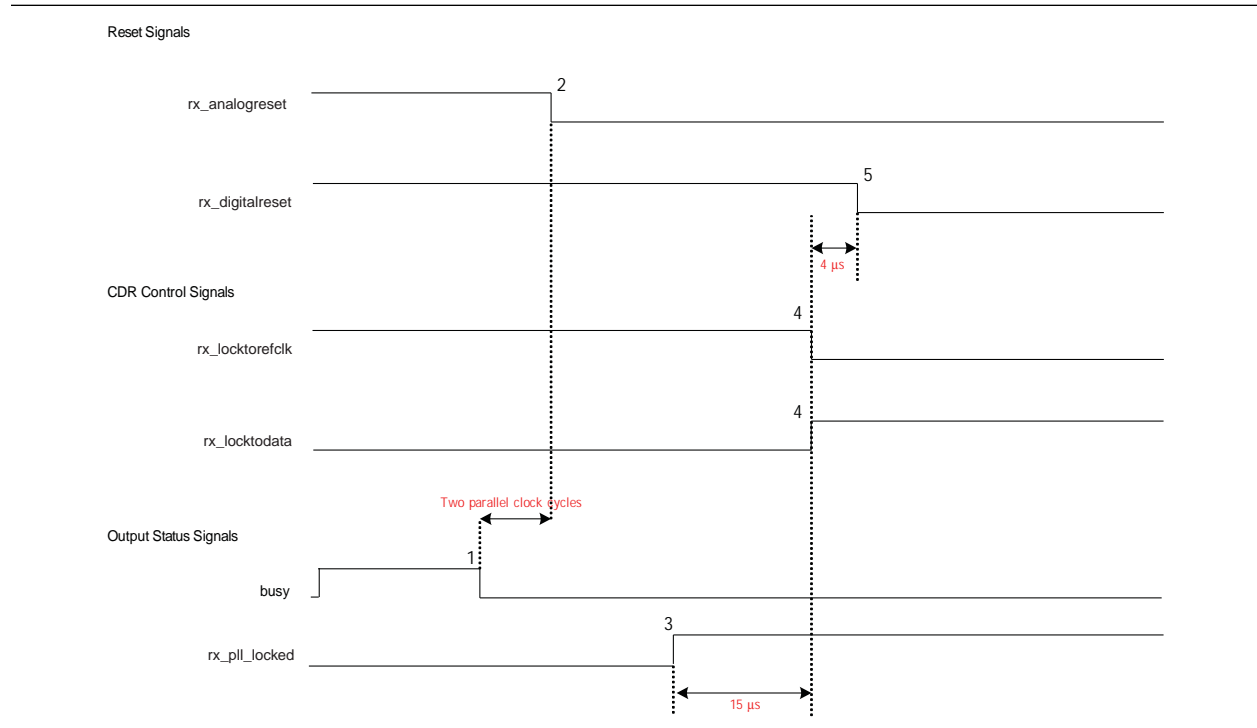 Reset Signals
2
rx_analogreset
5
rx_digitalreset
4 μs
CDR Control Signals
4
rx_locktorefclk
4
rx_locktodata
Two parallel clock cycles
Output Status Signals
1
busy
3
rx_pll_locked
15 μs